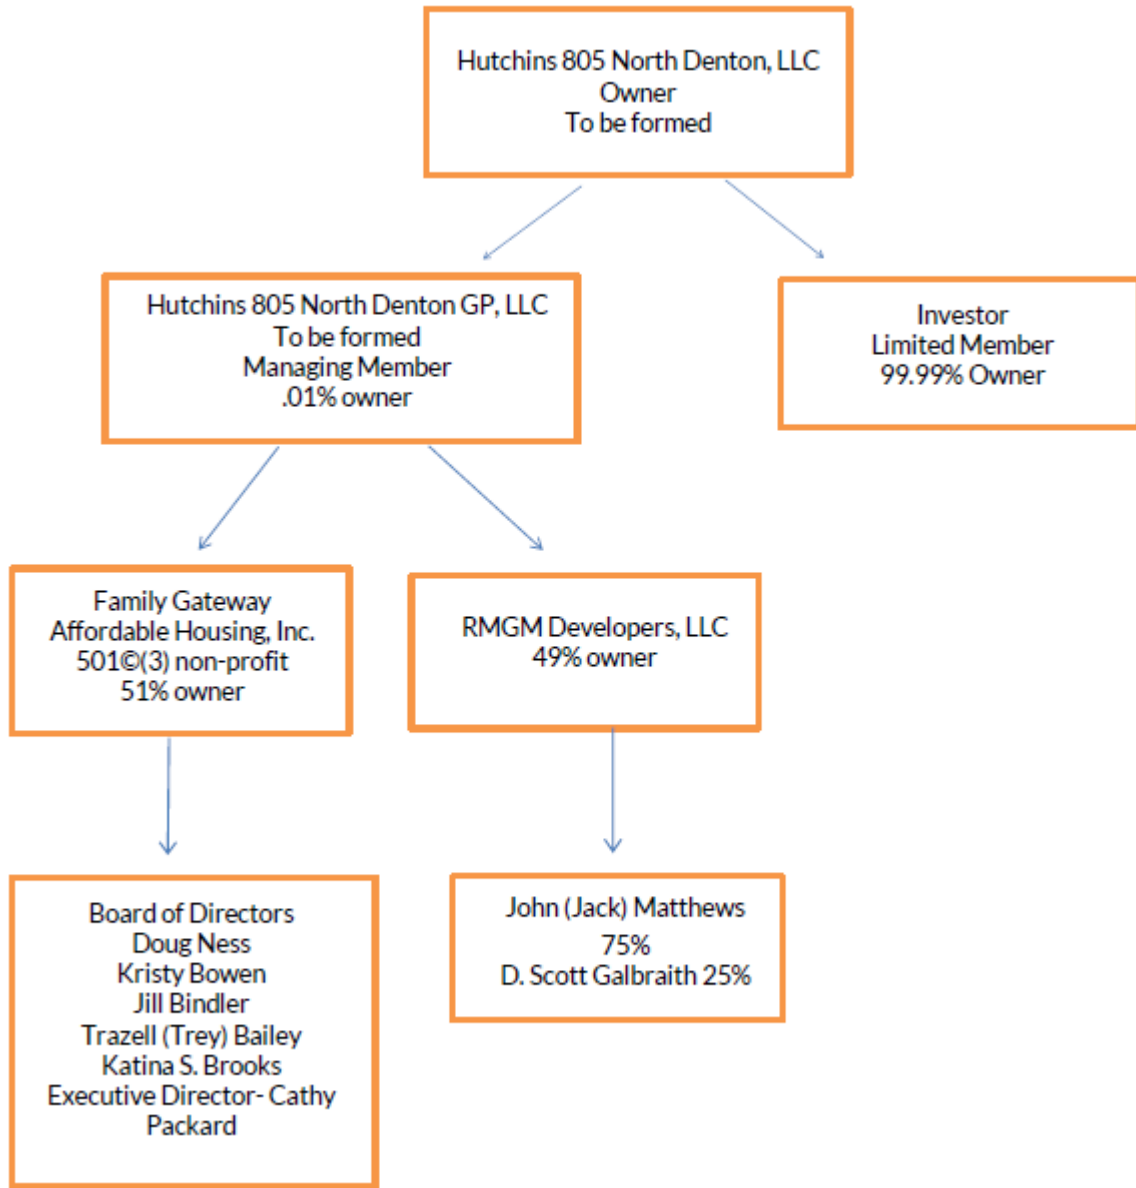 Hutchins 805 North Denton, LLC
Owner
To be formed
Hutchins 805 North Denton GP, LLC
To be formed
Managing Member
.01% owner
Investor
Limited Member
99.99% Owner
Family Gateway
Affordable Housing, Inc.
501©(3) non-profit
51% owner
RMGM Developers, LLC
49% owner
Board of Directors
Doug Ness
Kristy Bowen
Jill Bindler
Trazell (Trey) Bailey
Katina S. Brooks
Executive Director- Cathy
Packard
John (Jack) Matthews
75%
D. Scott Galbraith 25%